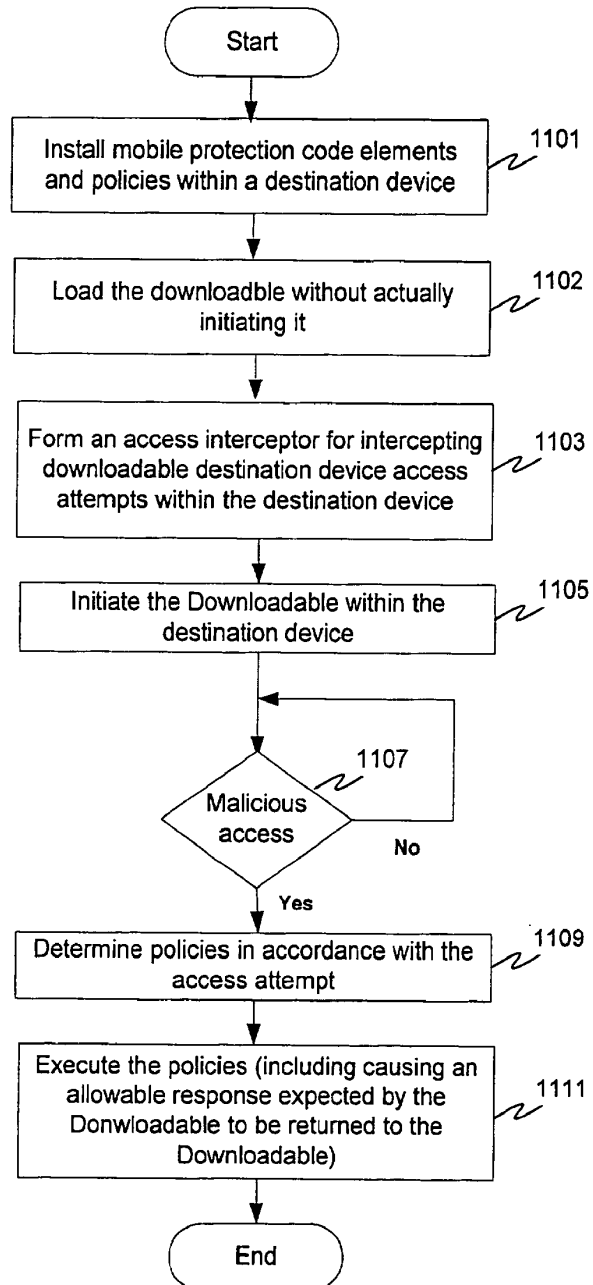 Start
Install mobile protection code elements
and policies within a destination device
1101
Load the downloadble without actually
initiating it
1102
Form an access interceptor for intercepting
downloadable destination device access
attempts within the destination device
1103
Initiate the Downloadable within the
destination device
1105
Malicious
access
1107
No
Yes
Determine policies in accordance with the
access attempt
1109
Execute the policies (including causing an
allowable response expected by the
Donwloadable to be returned to the
Downloadable)
1111
End